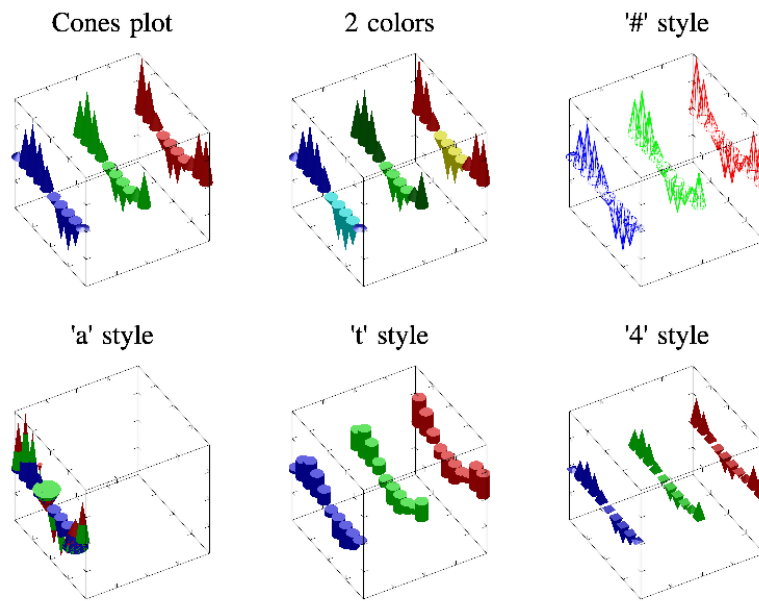 Cones plot
2 colors
'#' style
'a' style
't' style
'4' style